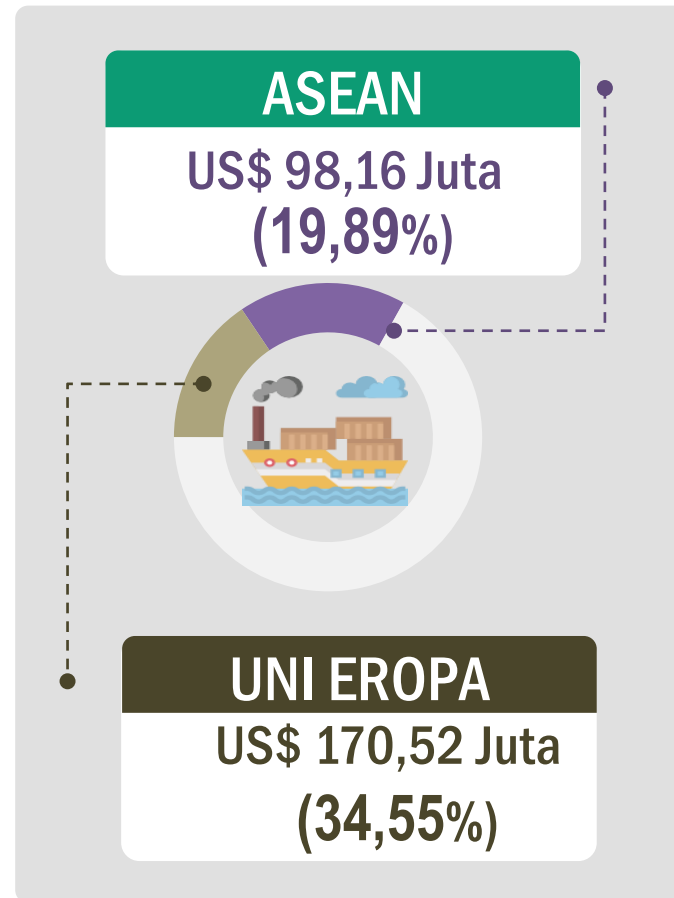 ASEAN
US$ 98,16 Juta
(19,89%)
UNI EROPA
US$ 170,52 Juta
(34,55%)